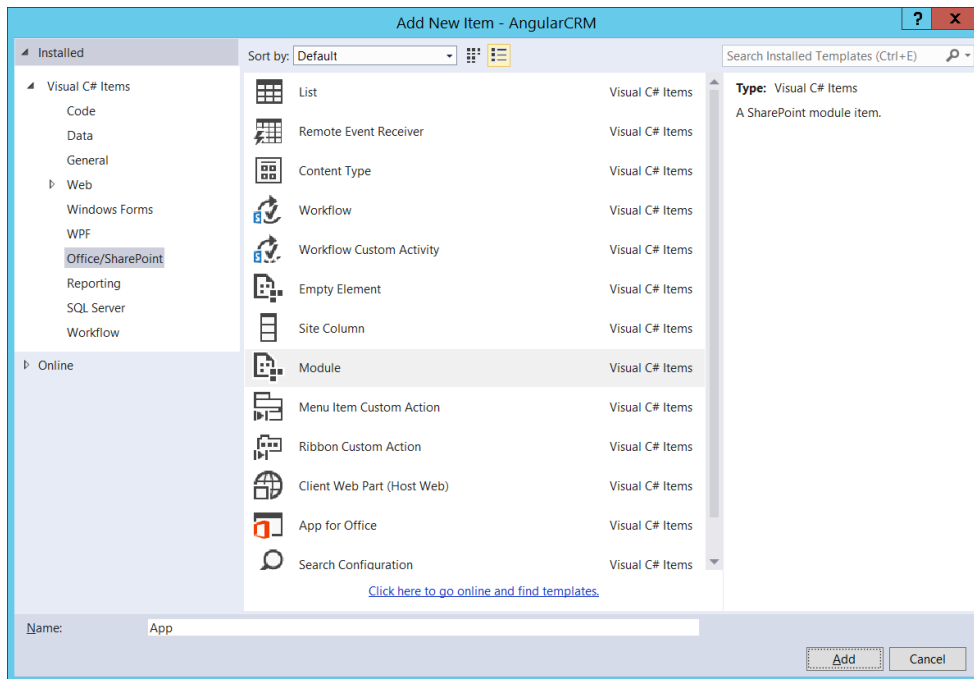 Add New Item - AngularCRM
? x
Installed
Sort by: Default
Search Installed Templates (Ctrl+E)
Visual C# Items
Code
Data
General
Web
Windows Forms
WPF
Office/SharePoint
Reporting
SQL Server
Workflow
Online
List Visual C# Items
Remote Event Receiver Visual C# Items
Content Type Visual C# Items
Workflow Visual C# Items
Workflow Custom Activity Visual C# Items
Empty Element Visual C# Items
Site Column Visual C# Items
Module Visual C# Items
Menu Item Custom Action Visual C# Items
Ribbon Custom Action Visual C# Items
Client Web Part (Host Web) Visual C# Items
App for Office Visual C# Items
Search Configuration Visual C# Items
Click here to go online and find templates.
Type: Visual C# Items
A SharePoint module item.
Name: App
Add Cancel